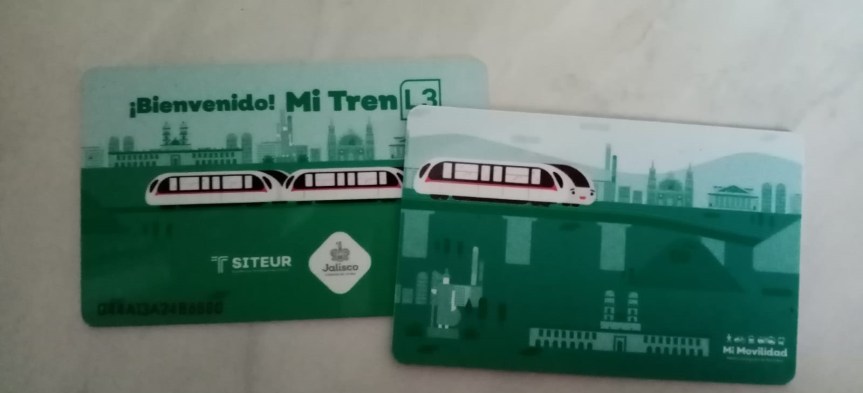 ¡Bienvenido! Mi Tren L3
SITEUR
Jalisco
Mi Movilidad